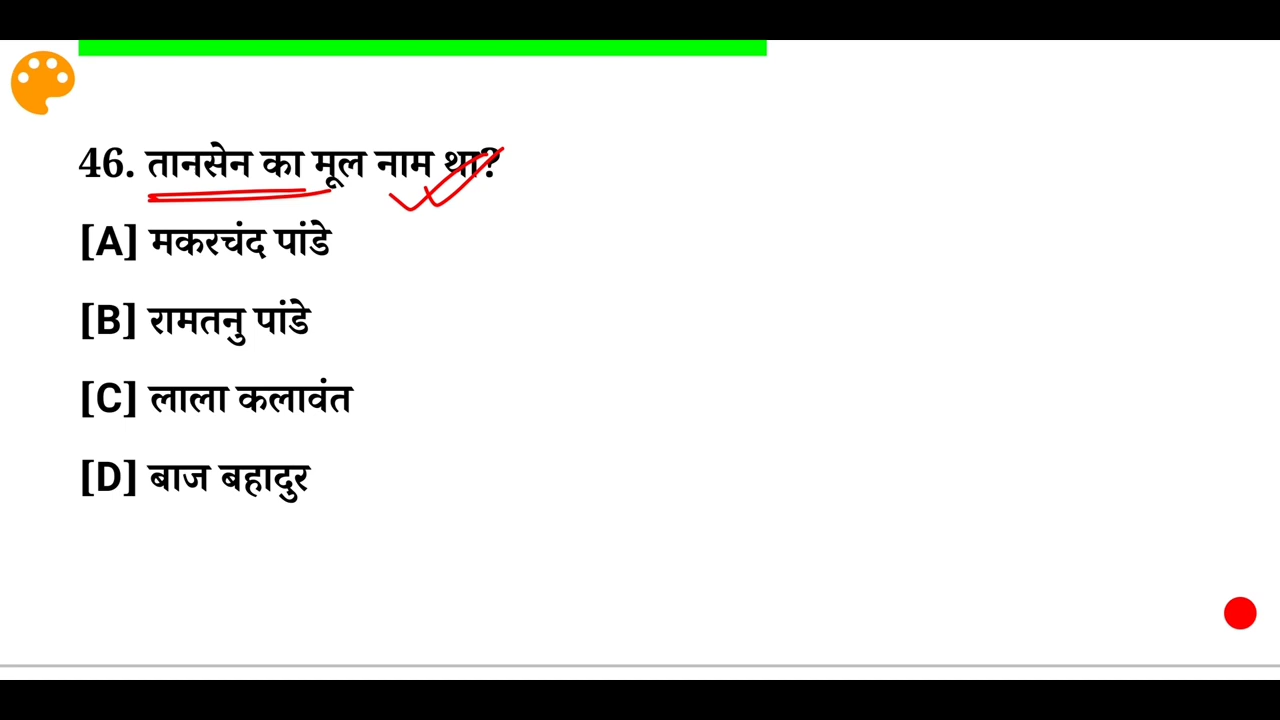 46. तानसेन का मूल नाम था?
[A] मकरचंद पांडे
[B] रामतनु पांडे
[C] लाला कलावंत
[D] बाज बहादुर